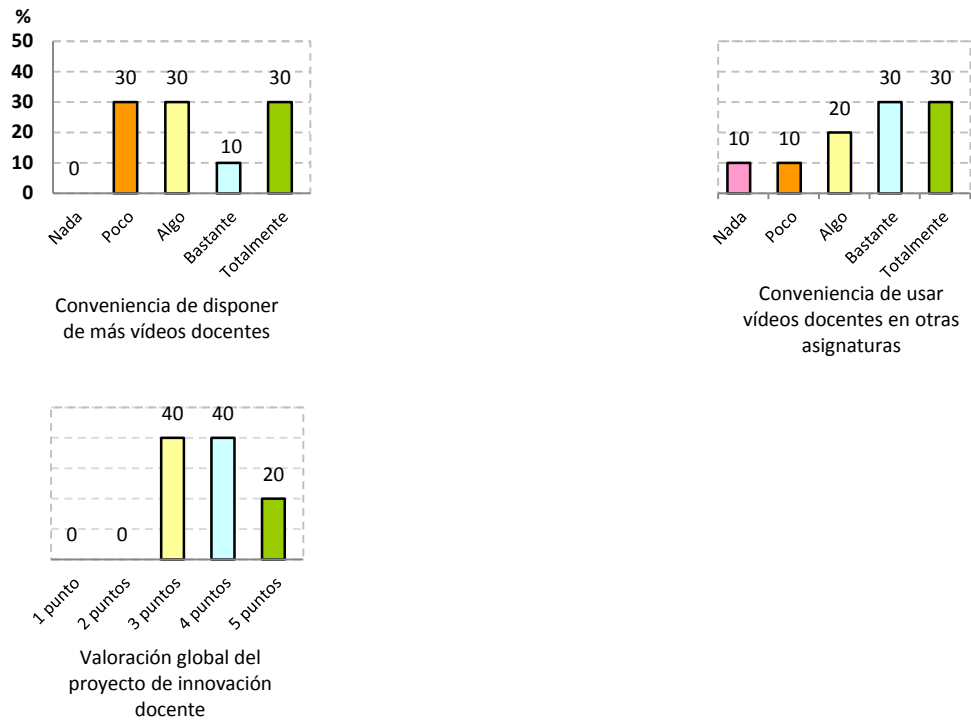 %
50
40
30
20
10
0
0
30
30
10
30
Nada
Poco
Algo
Bastante
Totalmente
Conveniencia de disponer
de más vídeos docentes
10
10
20
30
30
Nada
Poco
Algo
Bastante
Totalmente
Conveniencia de usar
vídeos docentes en otras
asignaturas
0
0
40
40
20
1 punto
2 puntos
3 puntos
4 puntos
5 puntos
Valoración global del
proyecto de innovación
docente